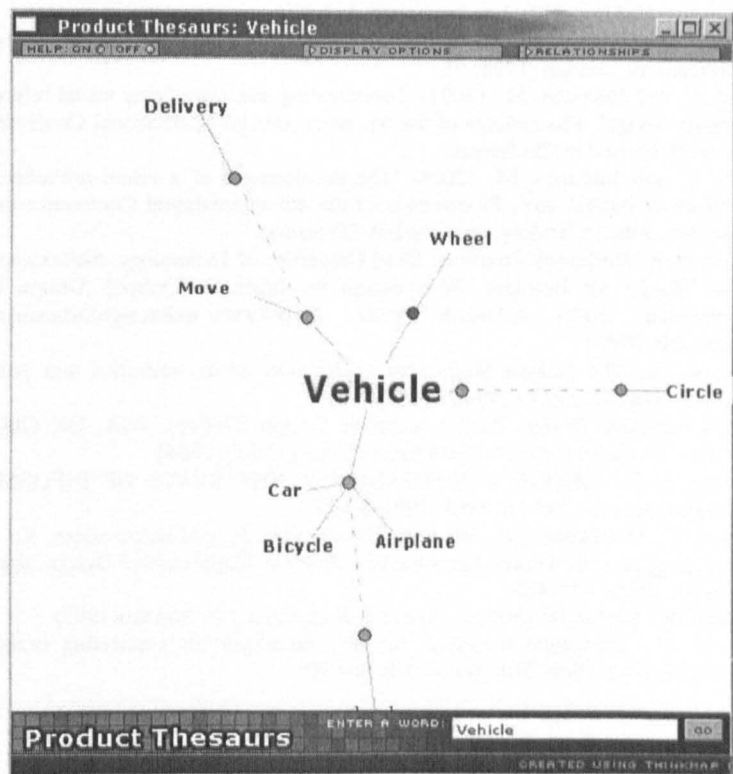 Product Thesaurs: Vehicle
HELP: ON OFF
DISPLAY OPTIONS
RELATIONSHIPS
Delivery
Wheel
Move
Vehicle
Circle
Car
Bicycle
Airplane
Product Thesaurs
ENTER A WORD:
Vehicle
GO
CREATED USING THINKMAP